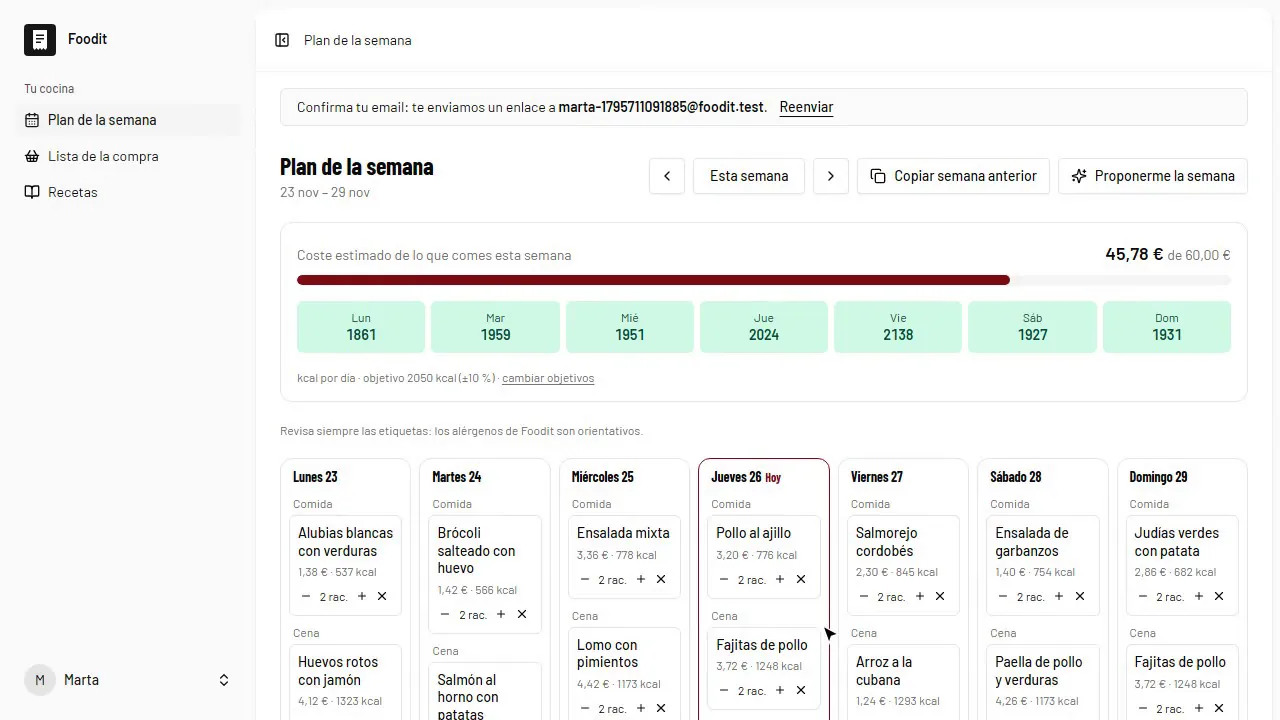 Foodit
Tu cocina
Plan de la semana
Lista de la compra
Recetas
M Marta
Plan de la semana
Confirma tu email: te enviamos un enlace a marta-1795711091885@foodit.test. Reenviar
Plan de la semana
23 nov – 29 nov
Esta semana
Copiar semana anterior
Proponerme la semana
Coste estimado de lo que comes esta semana
45,78 € de 60,00 €
Lun
1861
Mar
1959
Mié
1951
Jue
2024
Vie
2138
Sáb
1927
Dom
1931
kcal por día · objetivo 2050 kcal (±10 %) · cambiar objetivos
Revisa siempre las etiquetas: los alérgenos de Foodit son orientativos.
Lunes 23
Comida
Alubias blancas
con verduras
1,38 € · 537 kcal
− 2 rac. + ×
Cena
Huevos rotos
con jamón
4,12 € · 1323 kcal
Martes 24
Comida
Brócoli
salteado con
huevo
1,42 € · 566 kcal
− 2 rac. + ×
Cena
Salmón al
horno con
patatas
Miércoles 25
Comida
Ensalada mixta
3,36 € · 778 kcal
− 2 rac. + ×
Cena
Lomo con
pimientos
4,42 € · 1173 kcal
− 2 rac. + ×
Jueves 26 Hoy
Comida
Pollo al ajillo
3,20 € · 776 kcal
− 2 rac. + ×
Cena
Fajitas de pollo
3,72 € · 1248 kcal
− 2 rac. + ×
Viernes 27
Comida
Salmorejo
cordobés
2,30 € · 845 kcal
− 2 rac. + ×
Cena
Arroz a la
cubana
1,24 € · 1293 kcal
Sábado 28
Comida
Ensalada de
garbanzos
1,40 € · 754 kcal
− 2 rac. + ×
Cena
Paella de pollo
y verduras
4,26 € · 1173 kcal
Domingo 29
Comida
Judías verdes
con patata
2,86 € · 682 kcal
− 2 rac. + ×
Cena
Fajitas de pollo
3,72 € · 1248 kcal
− 2 rac. + ×